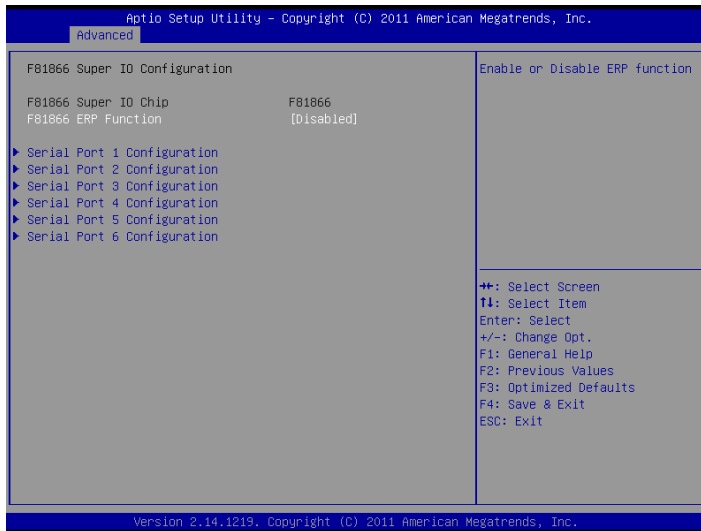 Aptio Setup Utility – Copyright (C) 2011 American Megatrends, Inc.
Advanced
F81866 Super IO Configuration
F81866 Super IO Chip F81866
F81866 ERP Function [Disabled]
Serial Port 1 Configuration
Serial Port 2 Configuration
Serial Port 3 Configuration
Serial Port 4 Configuration
Serial Port 5 Configuration
Serial Port 6 Configuration
Enable or Disable ERP function
→←: Select Screen
↑↓: Select Item
Enter: Select
+/-: Change Opt.
F1: General Help
F2: Previous Values
F3: Optimized Defaults
F4: Save & Exit
ESC: Exit
Version 2.14.1219. Copyright (C) 2011 American Megatrends, Inc.